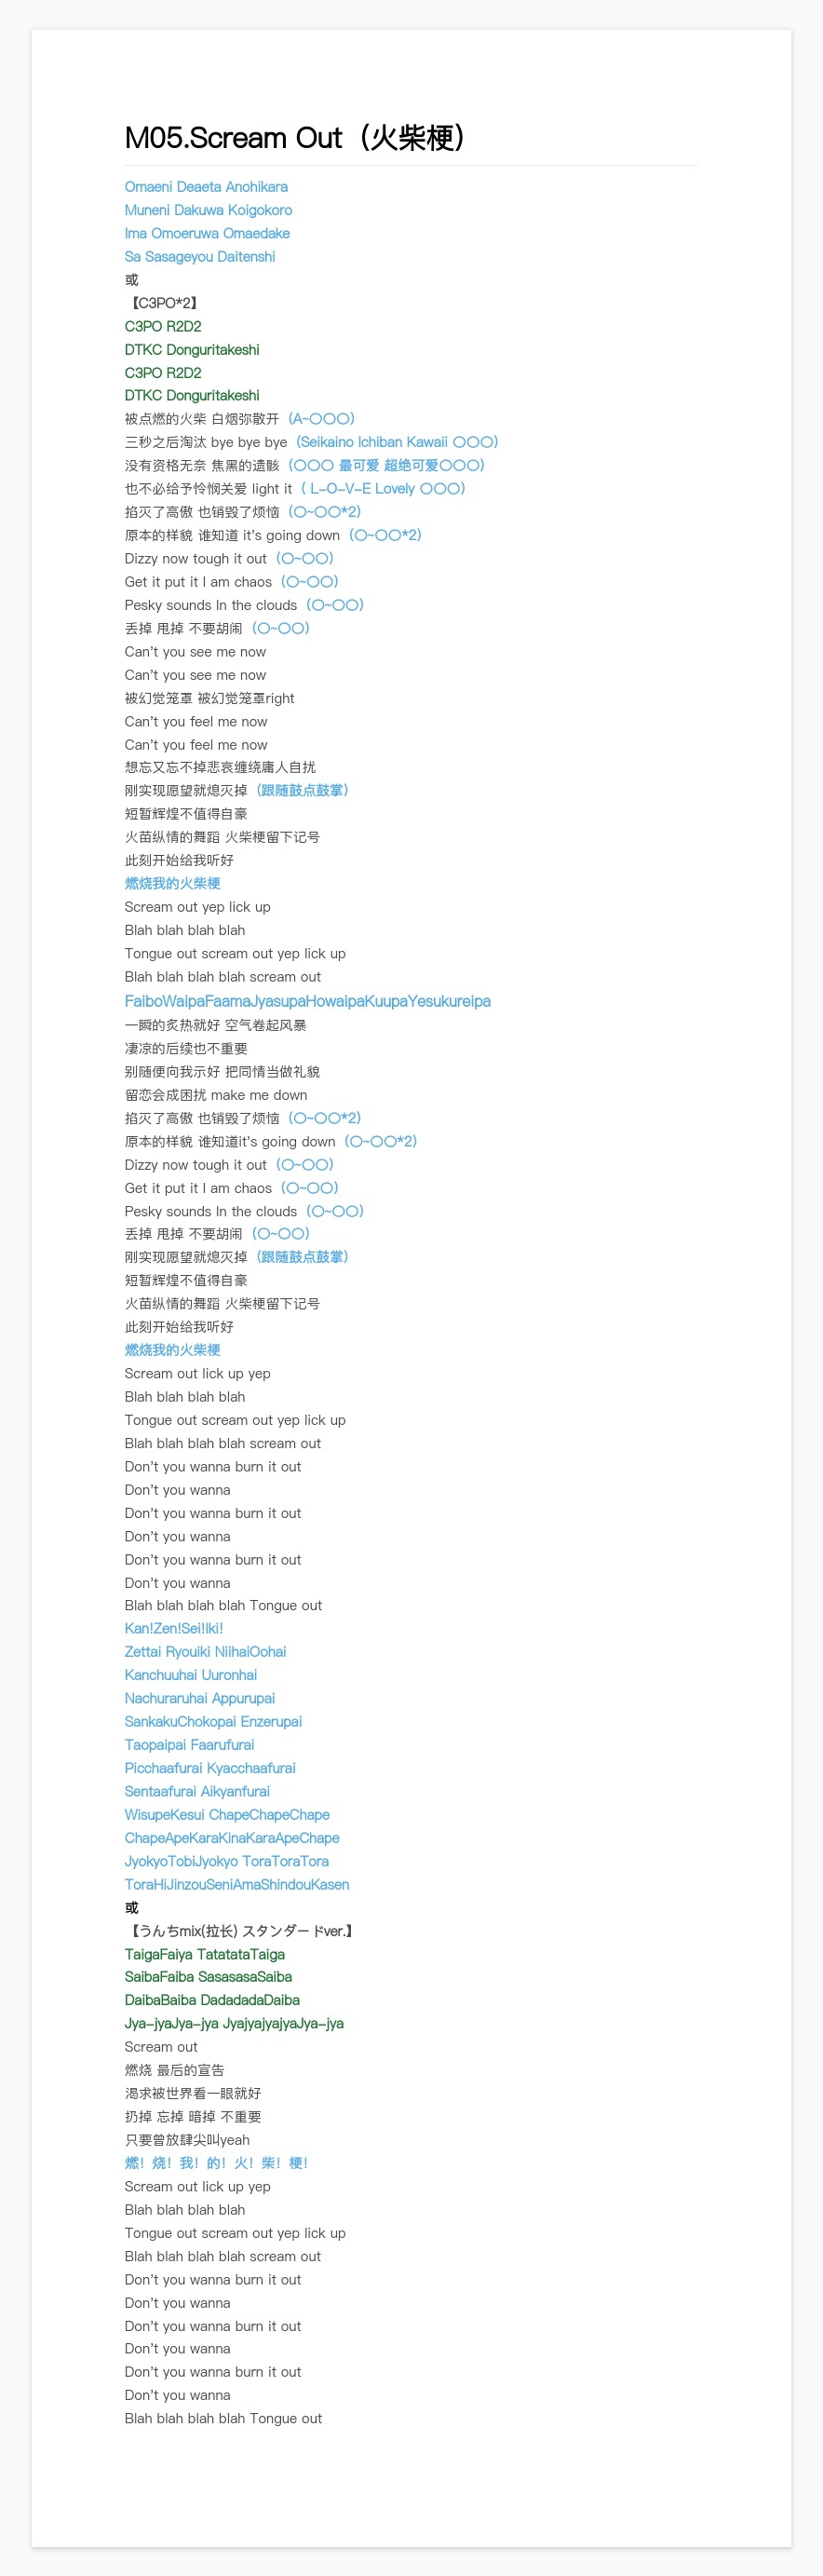 M05.Scream Out（火柴梗）
Omaeni Deaeta Anohikara
Muneni Dakuwa Koigokoro
Ima Omoeruwa Omaedake
Sa Sasageyou Daitenshi
或
【C3PO*2】
C3PO R2D2
DTKC Donguritakeshi
C3PO R2D2
DTKC Donguritakeshi
被点燃的火柴 白烟弥散开（A~〇〇〇）
三秒之后淘汰 bye bye bye（Seikaino Ichiban Kawaii 〇〇〇）
没有资格无奈 焦黑的遗骸（〇〇〇 最可爱 超绝可爱〇〇〇）
也不必给予怜悯关爱 light it（ L-O-V-E Lovely 〇〇〇）
掐灭了高傲 也销毁了烦恼（〇~〇〇*2）
原本的样貌 谁知道 it's going down（〇~〇〇*2）
Dizzy now tough it out（〇~〇〇）
Get it put it I am chaos（〇~〇〇）
Pesky sounds In the clouds（〇~〇〇）
丢掉 甩掉 不要胡闹（〇~〇〇）
Can't you see me now
Can't you see me now
被幻觉笼罩 被幻觉笼罩right
Can't you feel me now
Can't you feel me now
想忘又忘不掉悲哀缠绕庸人自扰
刚实现愿望就熄灭掉（跟随鼓点鼓掌）
短暂辉煌不值得自豪
火苗纵情的舞蹈 火柴梗留下记号
此刻开始给我听好
燃烧我的火柴梗
Scream out yep lick up
Blah blah blah blah
Tongue out scream out yep lick up
Blah blah blah blah scream out
FaiboWaipaFaamaJyasupaHowaipaKuupaYesukureipa
一瞬的炙热就好 空气卷起风暴
凄凉的后续也不重要
别随便向我示好 把同情当做礼貌
留恋会成困扰 make me down
掐灭了高傲 也销毁了烦恼（〇~〇〇*2）
原本的样貌 谁知道it's going down（〇~〇〇*2）
Dizzy now tough it out（〇~〇〇）
Get it put it I am chaos（〇~〇〇）
Pesky sounds In the clouds（〇~〇〇）
丢掉 甩掉 不要胡闹（〇~〇〇）
刚实现愿望就熄灭掉（跟随鼓点鼓掌）
短暂辉煌不值得自豪
火苗纵情的舞蹈 火柴梗留下记号
此刻开始给我听好
燃烧我的火柴梗
Scream out lick up yep
Blah blah blah blah
Tongue out scream out yep lick up
Blah blah blah blah scream out
Don't you wanna burn it out
Don't you wanna
Don't you wanna burn it out
Don't you wanna
Don't you wanna burn it out
Don't you wanna
Blah blah blah blah Tongue out
Kan!Zen!Sei!Iki!
Zettai Ryouiki NiihaiOohai
Kanchuuhai Uuronhai
Nachuraruhai Appurupai
SankakuChokopai Enzerupai
Taopaipai Faarufurai
Picchaafurai Kyacchaafurai
Sentaafurai Aikyanfurai
WisupeKesui ChapeChapeChape
ChapeApeKaraKinaKaraApeChape
JyokyoTobiJyokyo ToraToraTora
ToraHiJinzouSeniAmaShindouKasen
或
【うんちmix(拉长) スタンダードver.】
TaigaFaiya TatatataTaiga
SaibaFaiba SasasasaSaiba
DaibaBaiba DadadadaDaiba
Jya-jyaJya-jya JyajyajyajyaJya-jya
Scream out
燃烧 最后的宣告
渴求被世界看一眼就好
扔掉 忘掉 暗掉 不重要
只要曾放肆尖叫yeah
燃！烧！我！的！火！柴！梗！
Scream out lick up yep
Blah blah blah blah
Tongue out scream out yep lick up
Blah blah blah blah scream out
Don't you wanna burn it out
Don't you wanna
Don't you wanna burn it out
Don't you wanna
Don't you wanna burn it out
Don't you wanna
Blah blah blah blah Tongue out